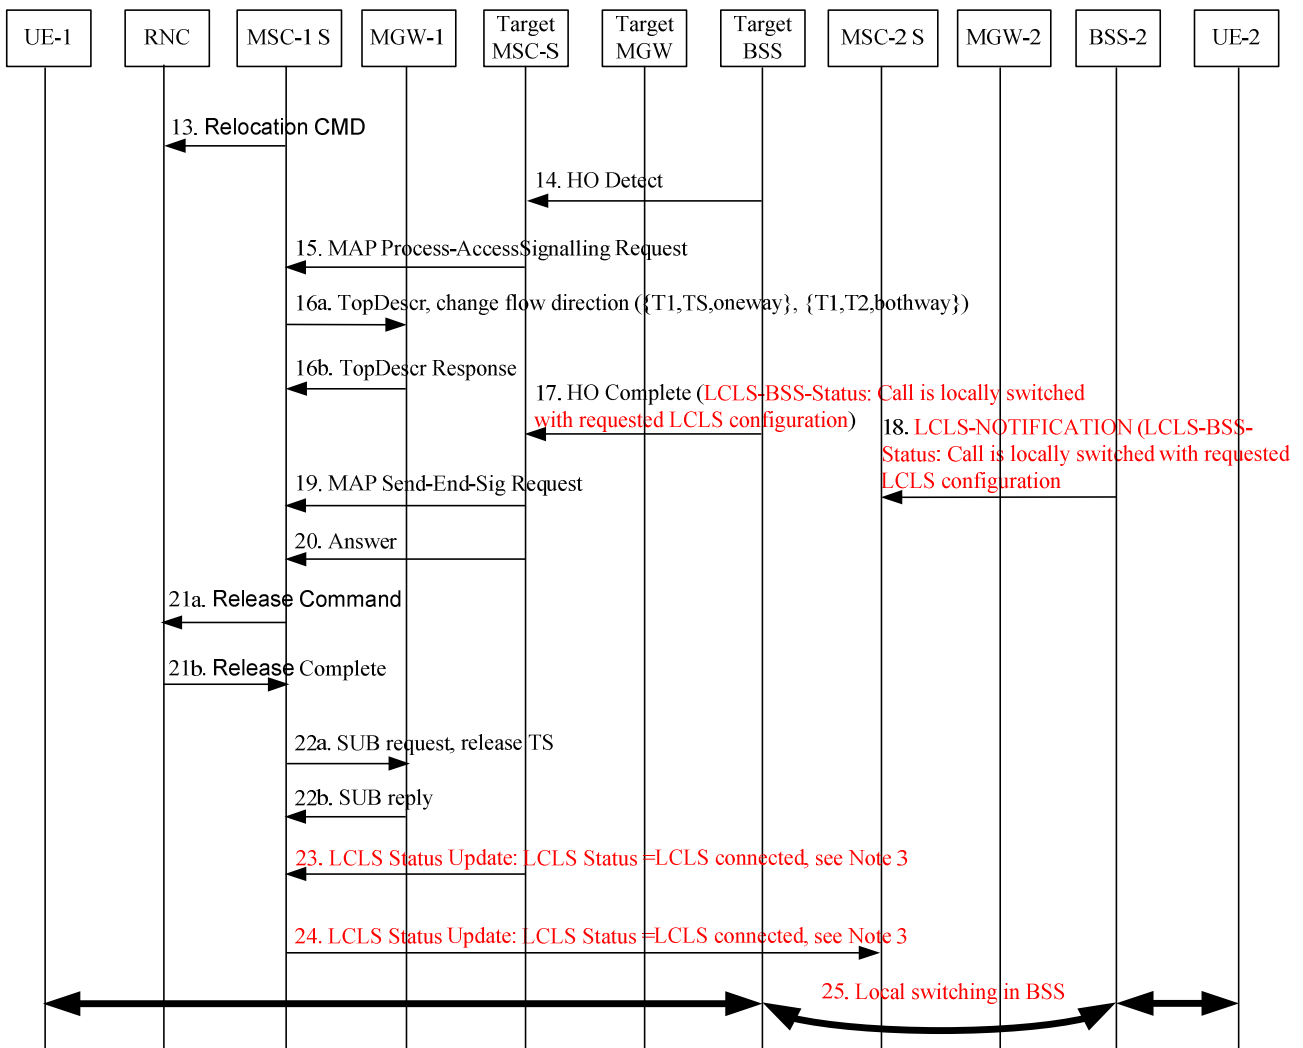 UE-1
RNC
MSC-1 S
MGW-1
Target
MSC-S
Target
MGW
Target
BSS
MSC-2 S
MGW-2
BSS-2
UE-2
13. Relocation CMD
14. HO Detect
15. MAP Process-AccessSignalling Request
16a. TopDescr, change flow direction ({T1,TS,oneway}, {T1,T2,bothway})
16b. TopDescr Response
17. HO Complete (LCLS-BSS-Status: Call is locally switched
with requested LCLS configuration)
18. LCLS-NOTIFICATION (LCLS-BSS-
Status: Call is locally switched with requested
LCLS configuration
19. MAP Send-End-Sig Request
20. Answer
21a. Release Command
21b. Release Complete
22a. SUB request, release TS
22b. SUB reply
23. LCLS Status Update: LCLS Status =LCLS connected, see Note 3
24. LCLS Status Update: LCLS Status =LCLS connected, see Note 3
25. Local switching in BSS